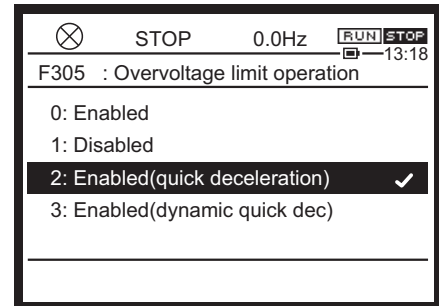 STOP 0.0Hz RUN STOP
13:18
F305 : Overvoltage limit operation
0: Enabled
1: Disabled
2: Enabled(quick deceleration)
3: Enabled(dynamic quick dec)